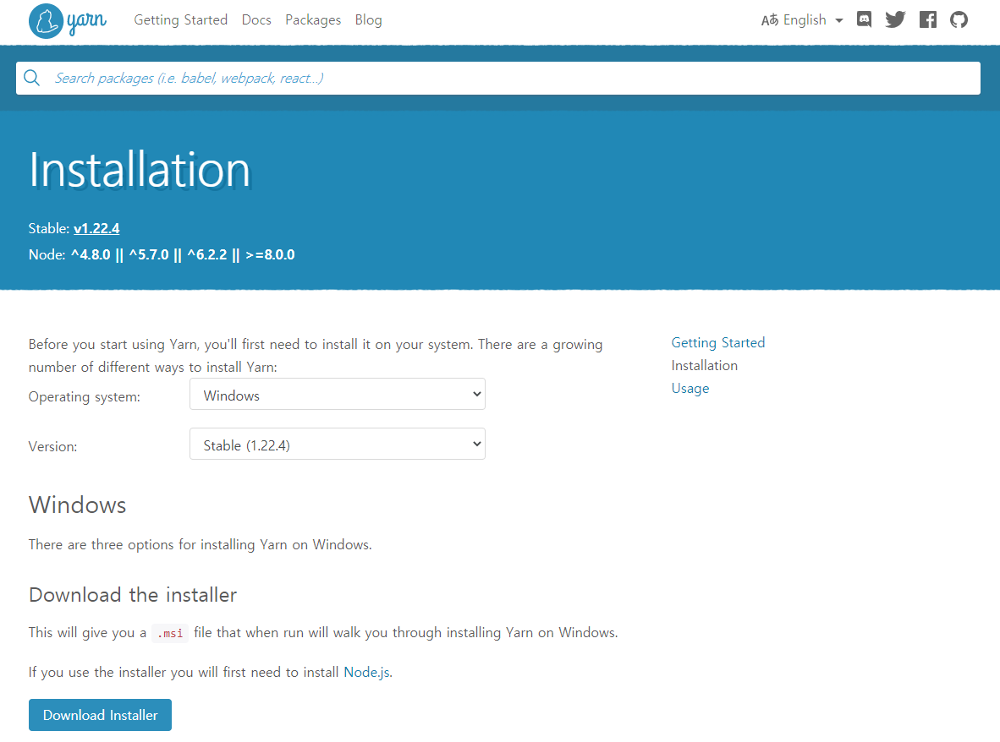 yarn Getting Started Docs Packages Blog Aあ English
Search packages (i.e. babel, webpack, react...)
Installation
Stable: v1.22.4
Node: ^4.8.0 || ^5.7.0 || ^6.2.2 || >=8.0.0
Before you start using Yarn, you'll first need to install it on your system. There are a growing
number of different ways to install Yarn:
Operating system: Windows
Version: Stable (1.22.4)
Getting Started
Installation
Usage
Windows
There are three options for installing Yarn on Windows.
Download the installer
This will give you a .msi file that when run will walk you through installing Yarn on Windows.
If you use the installer you will first need to install Node.js.
Download Installer